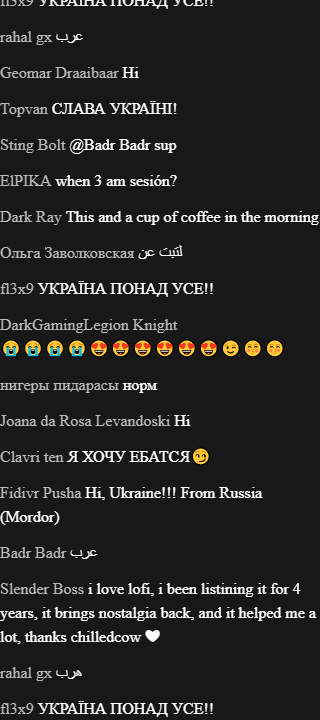 fl3x9 УКРАЇНА ПОНАД УСЕ!!
rahal gx عرب
Geomar Draaibaar Hi
Topvan СЛАВА УКРАЇНІ!
Sting Bolt @Badr Badr sup
ElPIKA when 3 am sesión?
Dark Ray This and a cup of coffee in the morning
Ольга Заволковская لتبث عن
fl3x9 УКРАЇНА ПОНАД УСЕ!!
DarkGamingLegion Knight
😭😭😭😭😍😍😍😍😍😍😉😙😙
нигеры пидарасы норм
Joana da Rosa Levandoski Hi
Clavri ten Я ХОЧУ ЕБАТСЯ😏
Fidivr Pusha Hi, Ukraine!!! From Russia
(Mordor)
Badr Badr عرب
Slender Boss i love lofi, i been listining it for 4
years, it brings nostalgia back, and it helped me a
lot, thanks chilledcow 🤍
rahal gx هرب
fl3x9 УКРАЇНА ПОНАД УСЕ!!